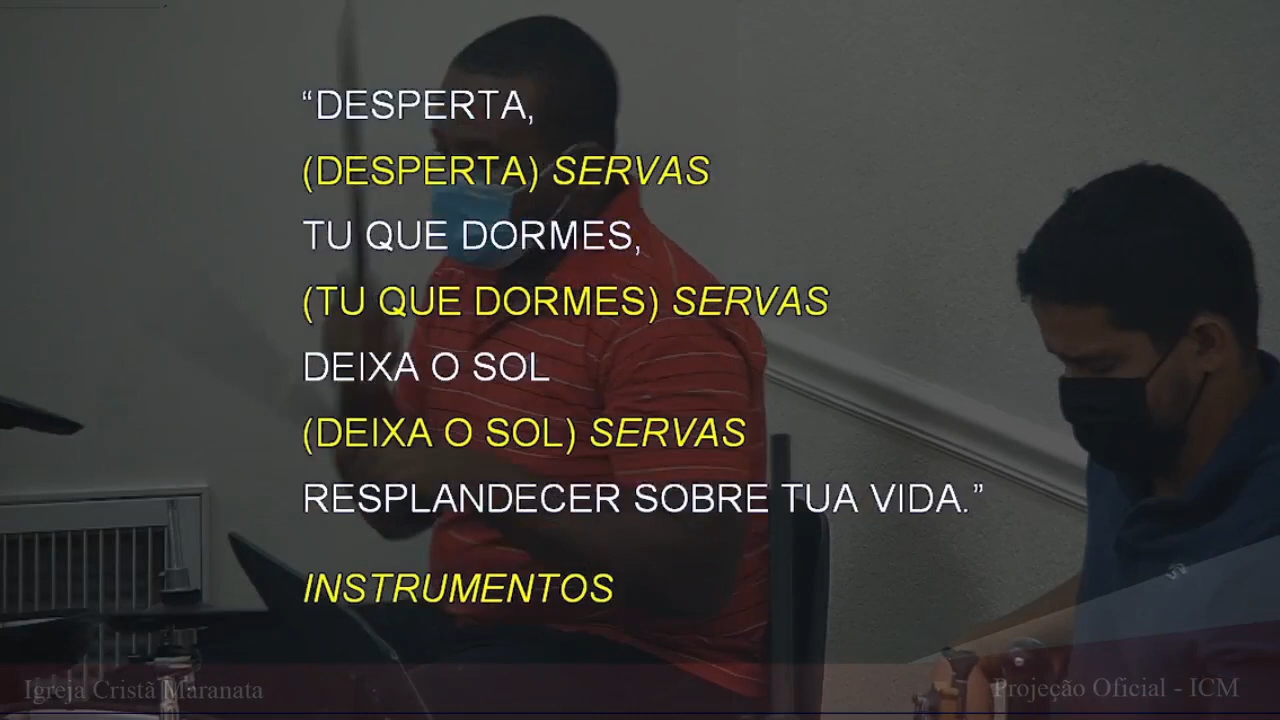 “DESPERTA,
(DESPERTA) SERVAS
TU QUE DORMES,
(TU QUE DORMES) SERVAS
DEIXA O SOL
(DEIXA O SOL) SERVAS
RESPLANDECER SOBRE TUA VIDA.”
INSTRUMENTOS
Igreja Cristã Maranata
Projeção Oficial - ICM